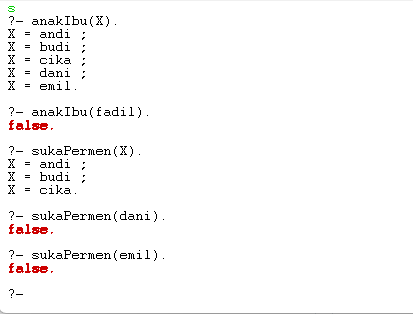 s
?- anakIbu(X).
X = andi ;
X = budi ;
X = cika ;
X = dani ;
X = emil.
?- anakIbu(fadil).
false.
?- sukaPermen(X).
X = andi ;
X = budi ;
X = cika.
?- sukaPermen(dani).
false.
?- sukaPermen(emil).
false.
?-